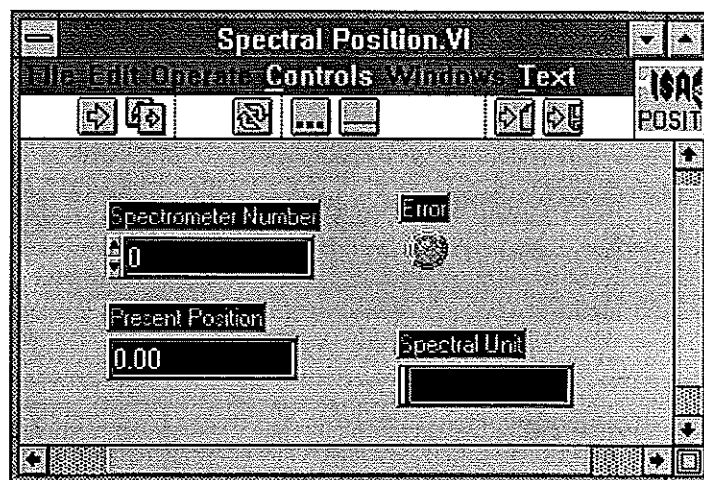 Spectral Position.VI
File Edit Operate Controls Windows Text
POSIT
Spectrometer Number
0
Error
Present Position
0.00
Spectral Unit